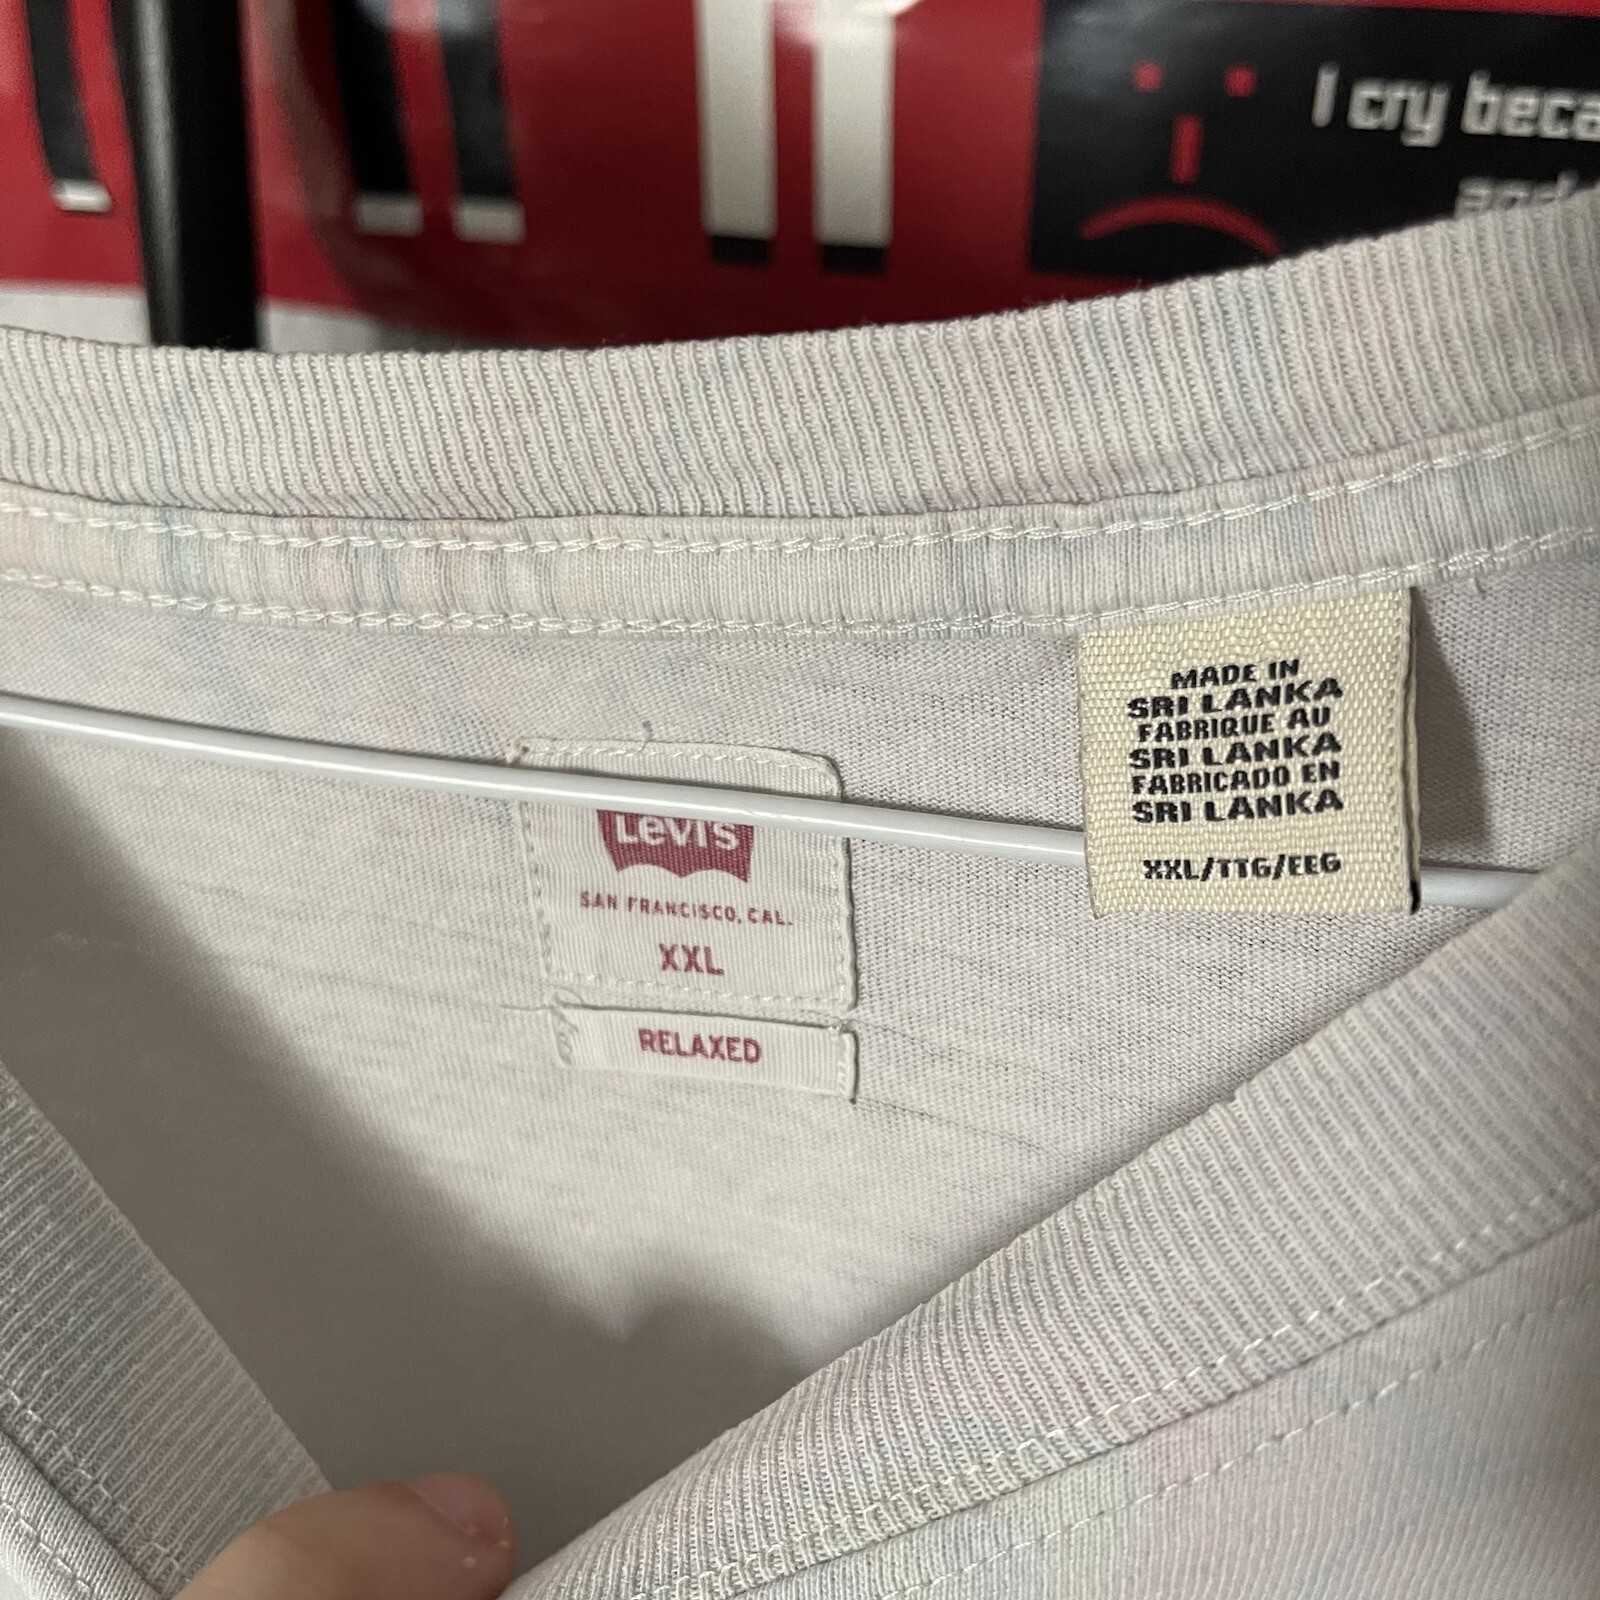 I cry
MADE IN
SRI LANKA
FABRIQUE AU
SRI LANKA
FABRICADO EN
SRI LANKA
XXL/TTG/EEG
Levi's
SAN FRANCISCO, CAL.
XXL
RELAXED